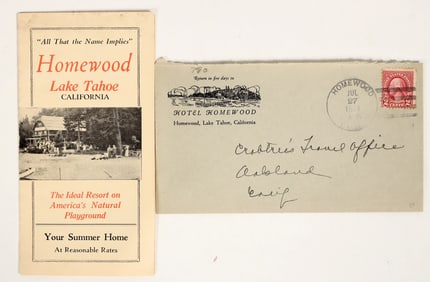 "All That the Name Implies"
Homewood
Lake Tahoe
CALIFORNIA
The Ideal Resort on
America's Natural
Playground
Your Summer Home
At Reasonable Rates
780
Return in five days to
HOTEL HOMEWOOD
Homewood, Lake Tahoe, California
HOMEWOOD
JUL
27
Crabtree's Travel Office
Oakland
Calif